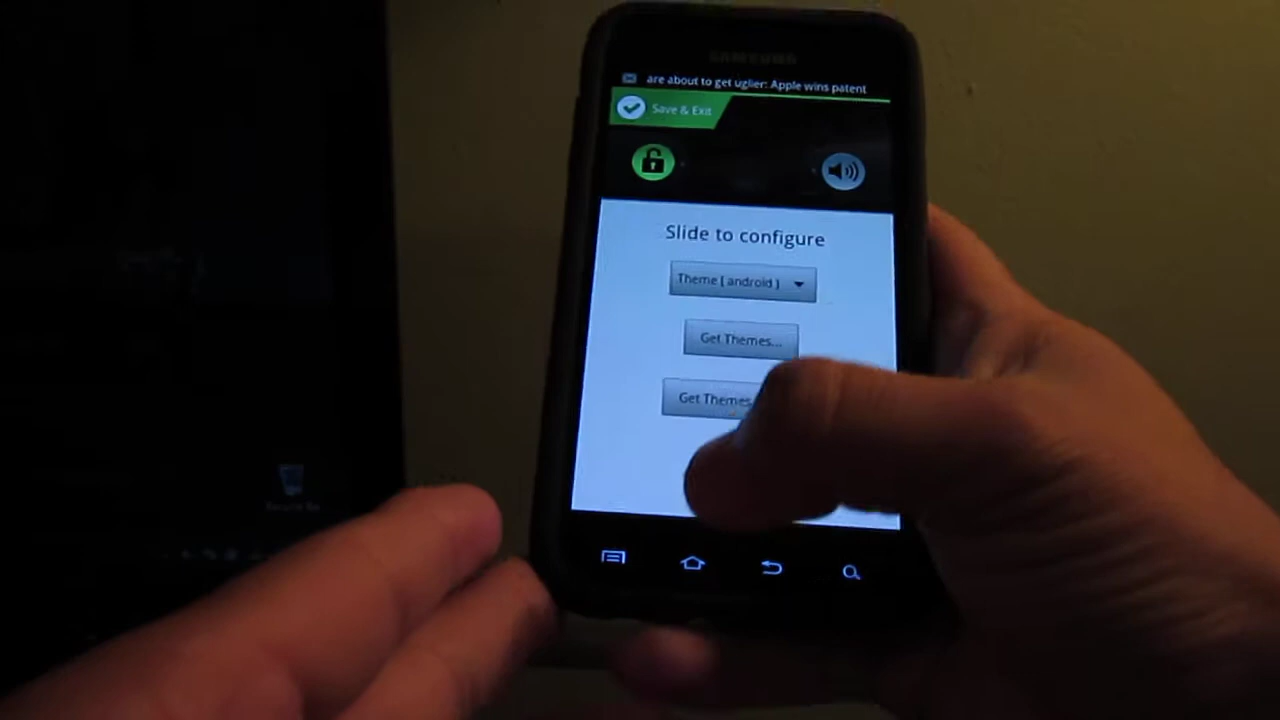 SAMSUNG
are about to get uglier: Apple wins patent
Save & Exit
Slide to configure
Theme [ android ]
Get Themes...
Get Themes